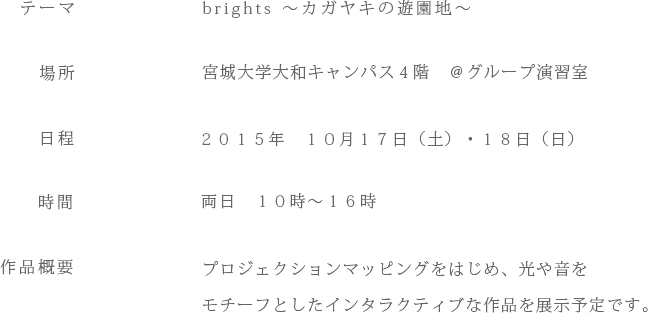 テーマ　brights ～カガヤキの遊園地～
場所　宮城大学大和キャンパス４階　＠グループ演習室
日程　２０１５年　１０月１７日（土）・１８日（日）
時間　両日　１０時～１６時
作品概要　プロジェクションマッピングをはじめ、光や音を
モチーフとしたインタラクティブな作品を展示予定です。